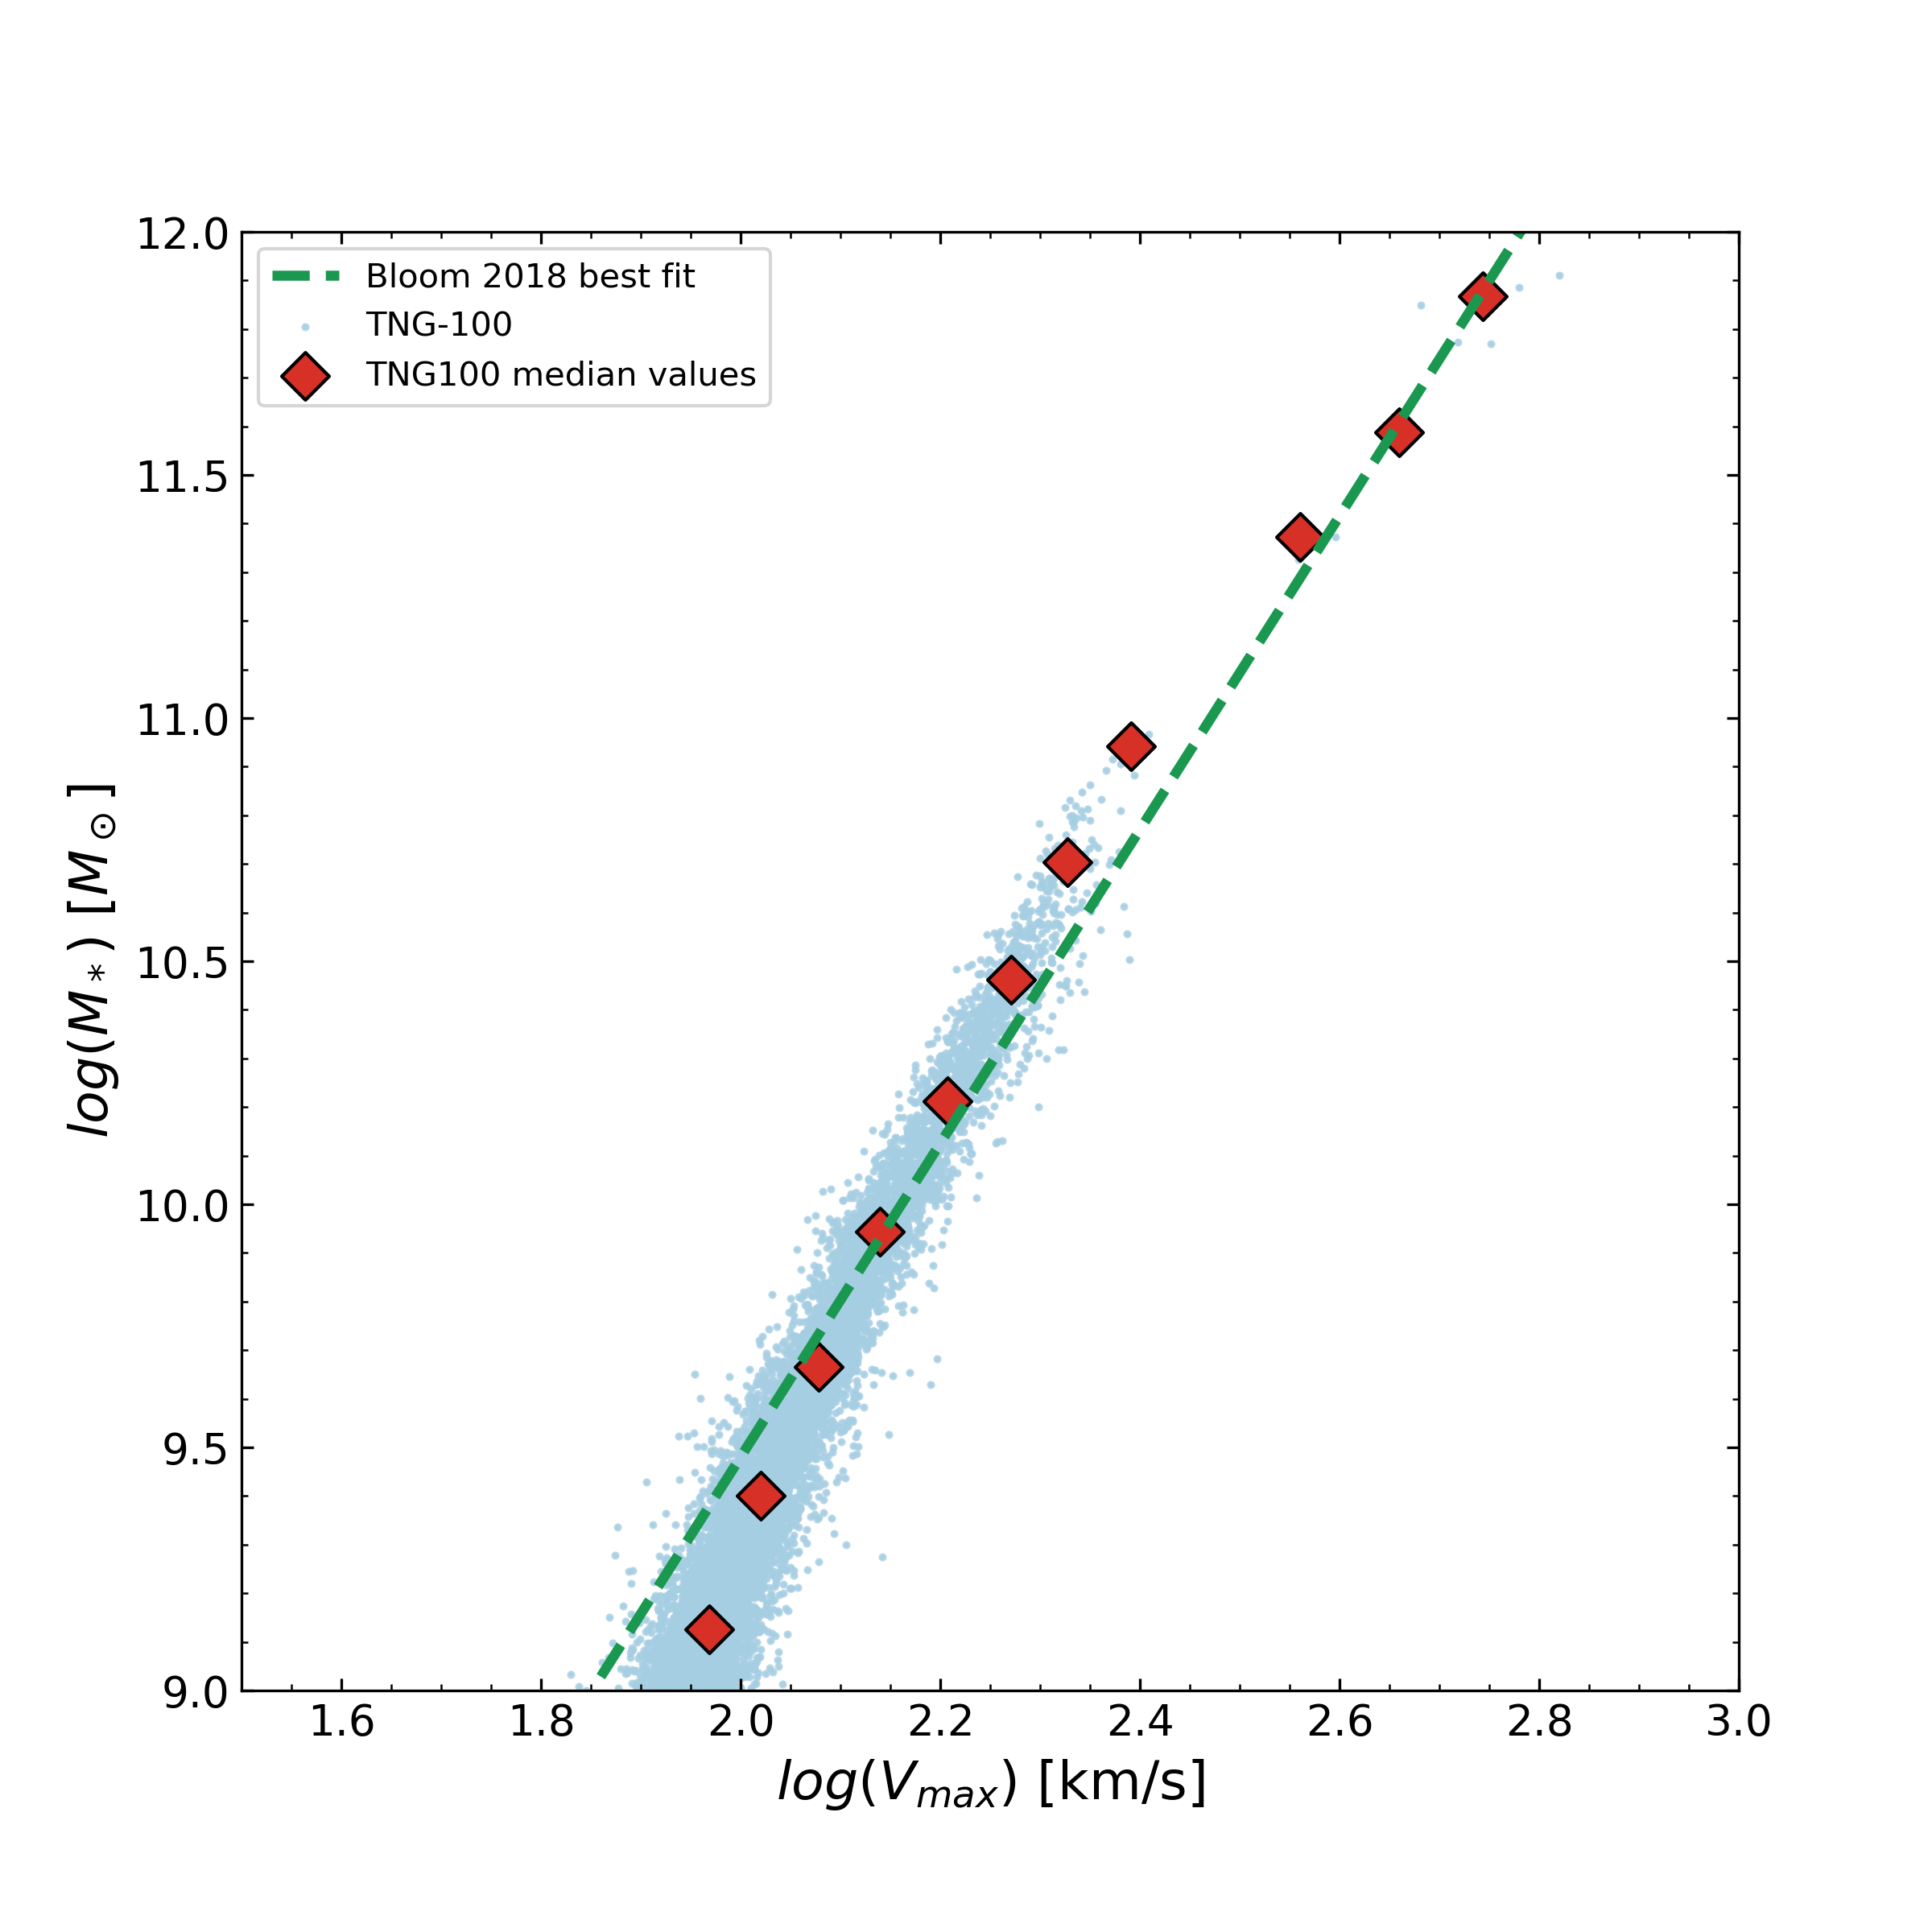 Bloom 2018 best fit
TNG-100
TNG100 median values
12.0
11.5
11.0
10.5
10.0
9.5
9.0
log(M*) [M⊙]
1.6 1.8 2.0 2.2 2.4 2.6 2.8 3.0
log(Vmax) [km/s]